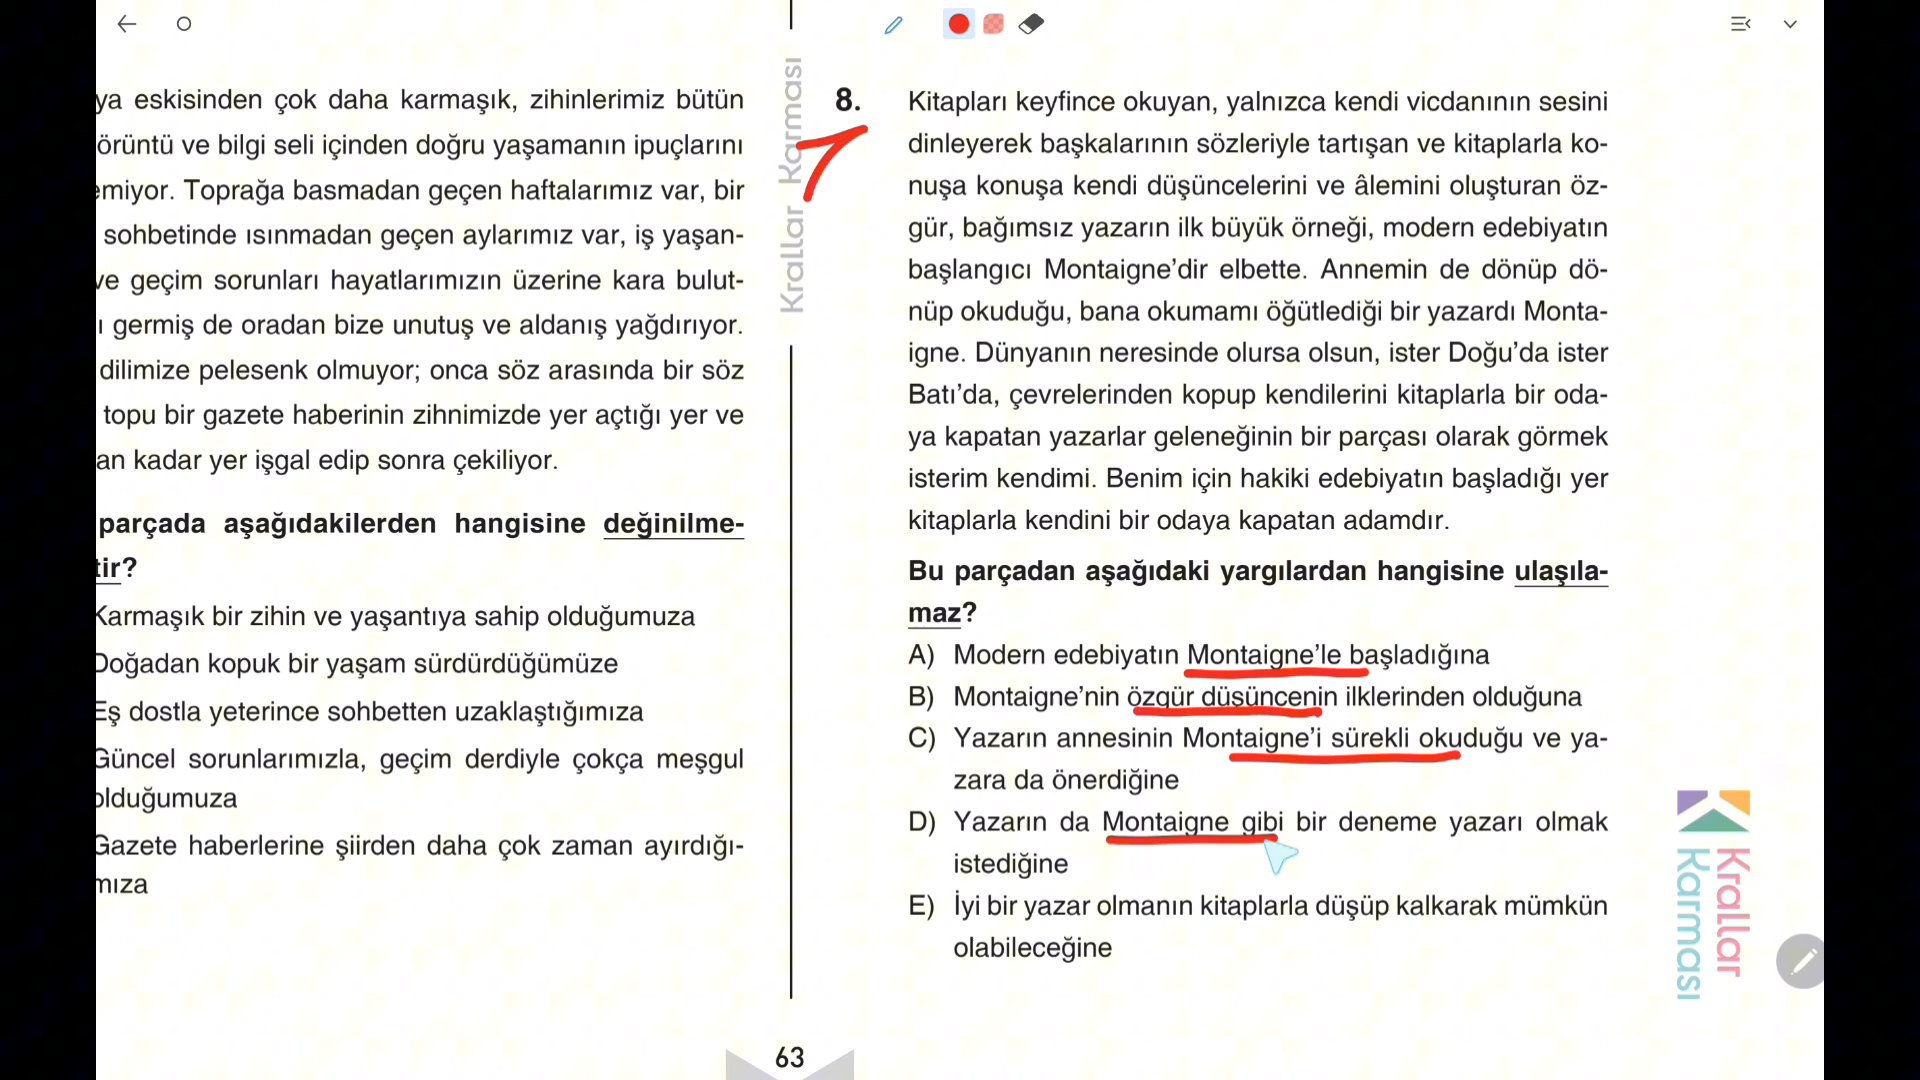 ya eskisinden çok daha karmaşık, zihinlerimiz bütün
örüntü ve bilgi seli içinden doğru yaşamanın ipuçlarını
emiyor. Toprağa basmadan geçen haftalarımız var, bir
sohbetinde ısınmadan geçen aylarımız var, iş yaşan-
ve geçim sorunları hayatlarımızın üzerine kara bulut-
ı germiş de oradan bize unutuş ve aldanış yağdırıyor.
dilimize pelesenk olmuyor; onca söz arasında bir söz
topu bir gazete haberinin zihnimizde yer açtığı yer ve
an kadar yer işgal edip sonra çekiliyor.
parçada aşağıdakilerden hangisine değinilme-
tir?
Karmaşık bir zihin ve yaşantıya sahip olduğumuza
Doğadan kopuk bir yaşam sürdürdüğümüze
Eş dostla yeterince sohbetten uzaklaştığımıza
Güncel sorunlarımızla, geçim derdiyle çokça meşgul
olduğumuza
Gazete haberlerine şiirden daha çok zaman ayırdığı-
mıza
Krallar Karması
8. Kitapları keyfince okuyan, yalnızca kendi vicdanının sesini
dinleyerek başkalarının sözleriyle tartışan ve kitaplarla ko-
nuşa konuşa kendi düşüncelerini ve âlemini oluşturan öz-
gür, bağımsız yazarın ilk büyük örneği, modern edebiyatın
başlangıcı Montaigne'dir elbette. Annemin de dönüp dö-
nüp okuduğu, bana okumamı öğütlediği bir yazardı Monta-
igne. Dünyanın neresinde olursa olsun, ister Doğu'da ister
Batı'da, çevrelerinden kopup kendilerini kitaplarla bir oda-
ya kapatan yazarlar geleneğinin bir parçası olarak görmek
isterim kendimi. Benim için hakiki edebiyatın başladığı yer
kitaplarla kendini bir odaya kapatan adamdır.
Bu parçadan aşağıdaki yargılardan hangisine ulaşıla-
maz?
A) Modern edebiyatın Montaigne'le başladığına
B) Montaigne'nin özgür düşüncenin ilklerinden olduğuna
C) Yazarın annesinin Montaigne'i sürekli okuduğu ve ya-
zara da önerdiğine
D) Yazarın da Montaigne gibi bir deneme yazarı olmak
istediğine
E) İyi bir yazar olmanın kitaplarla düşüp kalkarak mümkün
olabileceğine
Krallar
Karması
63